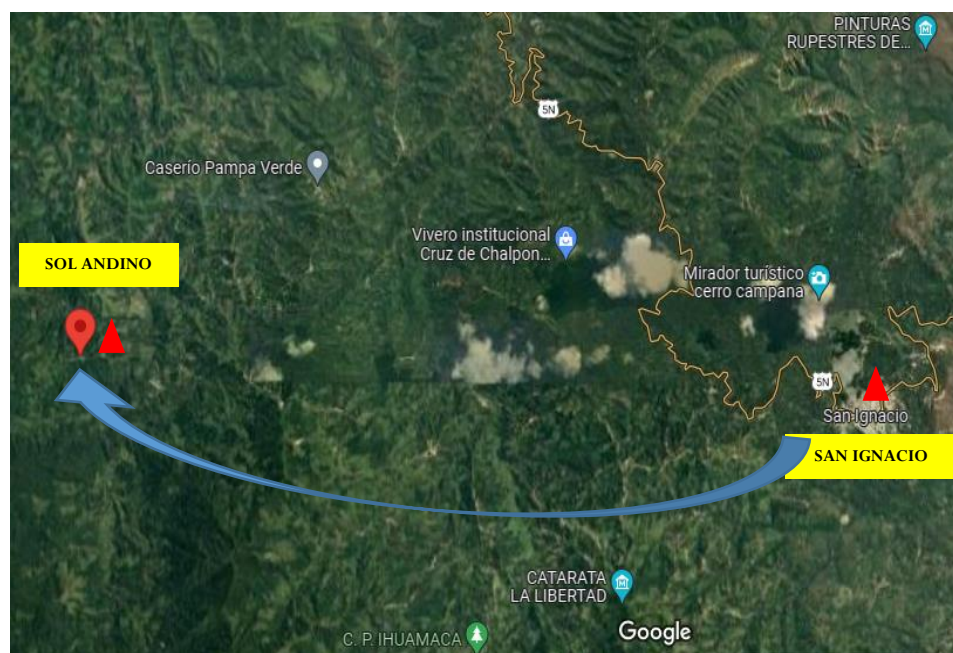 PINTURAS
RUPESTRES DE...
5N
Caserío Pampa Verde
Vivero institucional
Cruz de Chalpon...
SOL ANDINO
Mirador turístico
cerro campana
5N
San Ignacio
SAN IGNACIO
CATARATA
LA LIBERTAD
C. P. IHUAMACA
Google